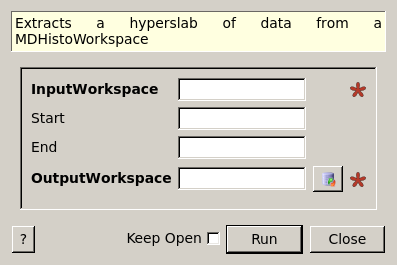 Extracts a hyperslab of data from a
MDHistoWorkspace
InputWorkspace *
Start
End
OutputWorkspace *
? Keep Open Run Close